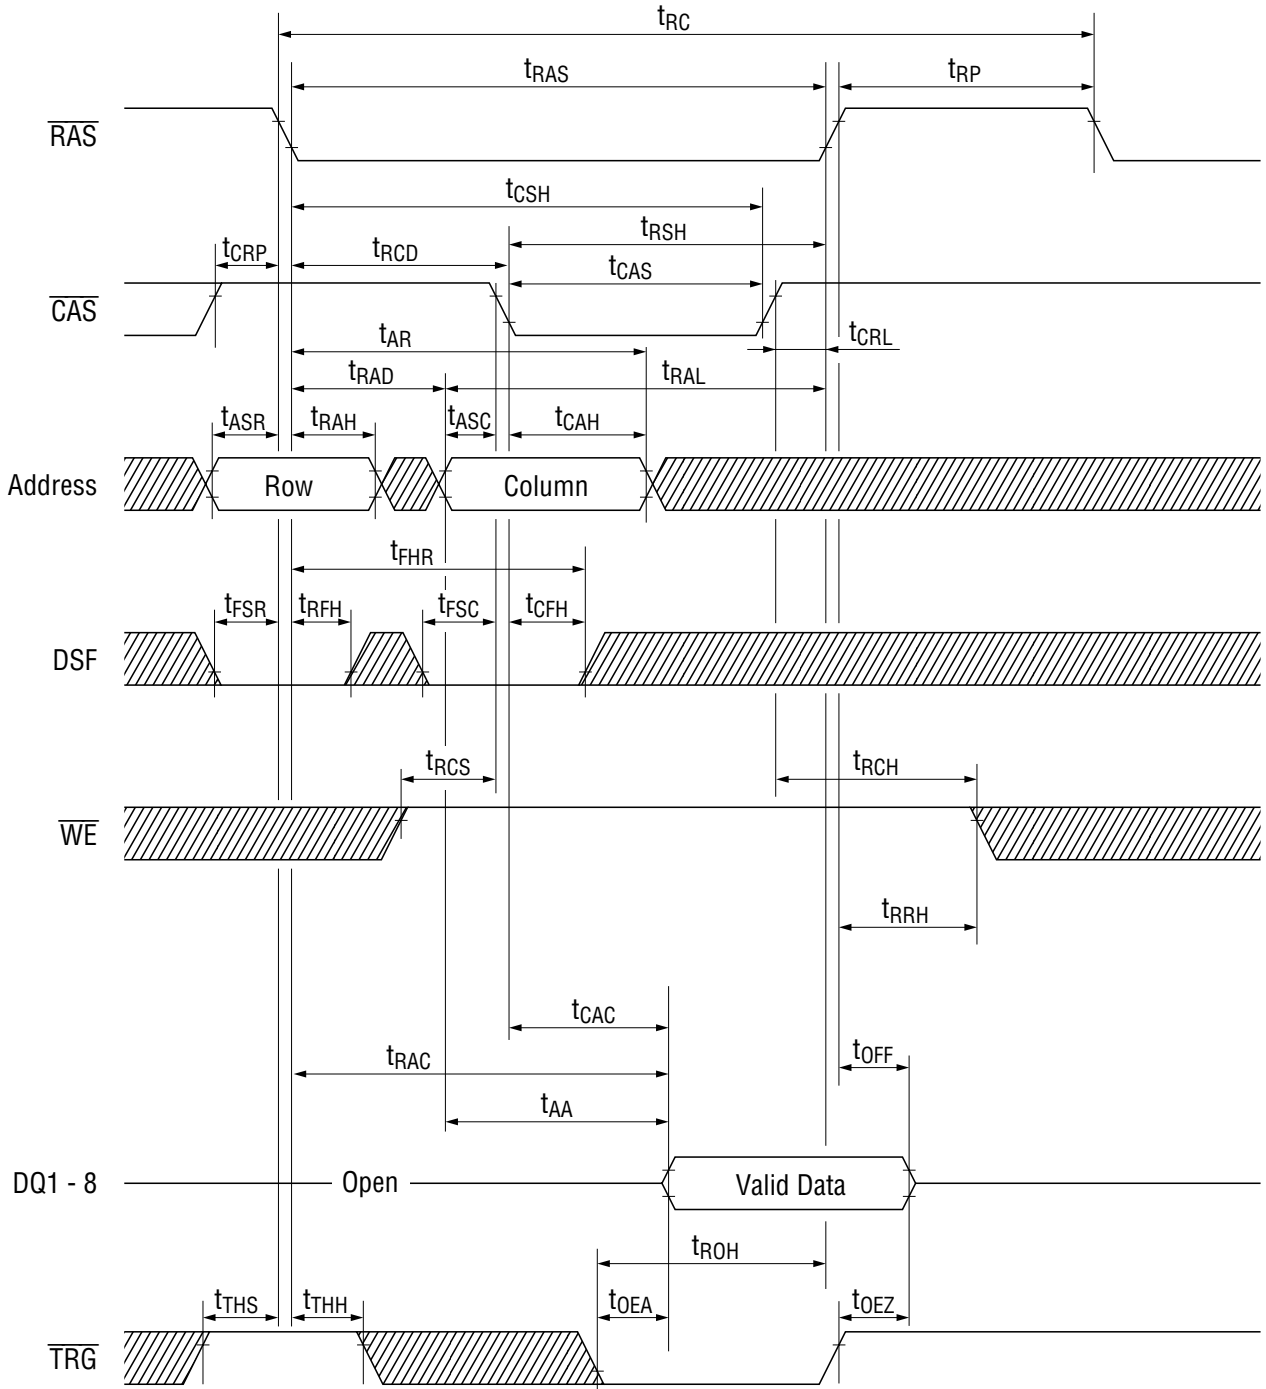 tRC
tRAS tRP
RAS
tCSH
tRSH
tCRP tRCD
tCAS
CAS
tAR tCRL
tRAD tRAL
tASR tRAH tASC tCAH
Address Row Column
tFHR
tFSR tRFH tFSC tCFH
DSF
tRCS tRCH
WE
tRRH
tCAC
tRAC tOFF
tAA
DQ1 - 8 Open Valid Data
tROH
tTHS tTHH tOEA tOEZ
TRG